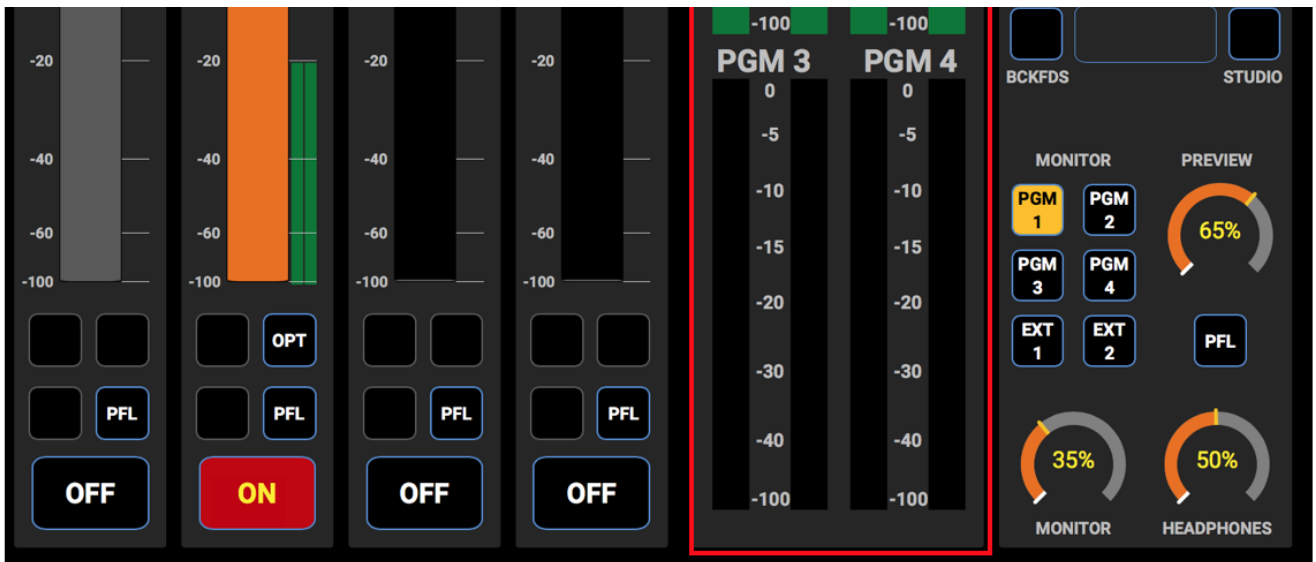 -20
-40
-60
-100
PFL
OFF
-20
-40
-60
-100
OPT
PFL
ON
-20
-40
-60
-100
PFL
OFF
-20
-40
-60
-100
PFL
OFF
-100 -100
PGM 3 PGM 4
0 0
-5 -5
-10 -10
-15 -15
-20 -20
-30 -30
-40 -40
-100 -100
BCKFDS STUDIO
MONITOR PREVIEW
PGM PGM
1 2
65%
PGM PGM
3 4
EXT EXT
1 2
PFL
35% 50%
MONITOR HEADPHONES